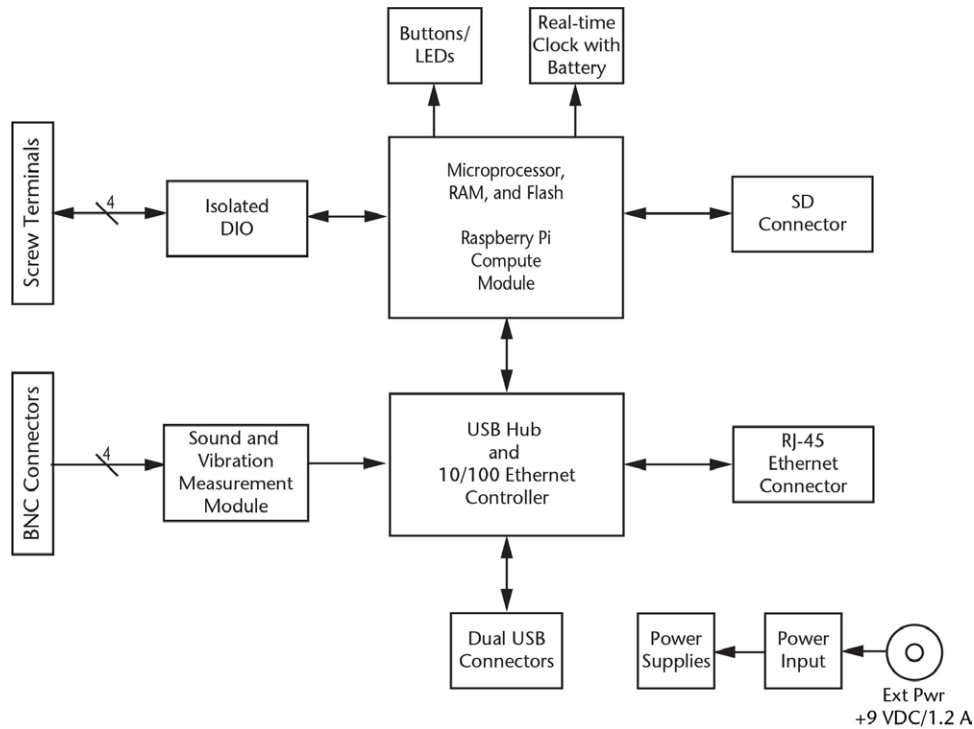 Buttons/
LEDs
Real-time
Clock with
Battery
Screw Terminals
4
Isolated
DIO
Microprocessor,
RAM, and Flash
Raspberry Pi
Compute
Module
SD
Connector
BNC Connectors
4
Sound and
Vibration
Measurement
Module
USB Hub
and
10/100 Ethernet
Controller
RJ-45
Ethernet
Connector
Dual USB
Connectors
Power
Supplies
Power
Input
Ext Pwr
+9 VDC/1.2 A